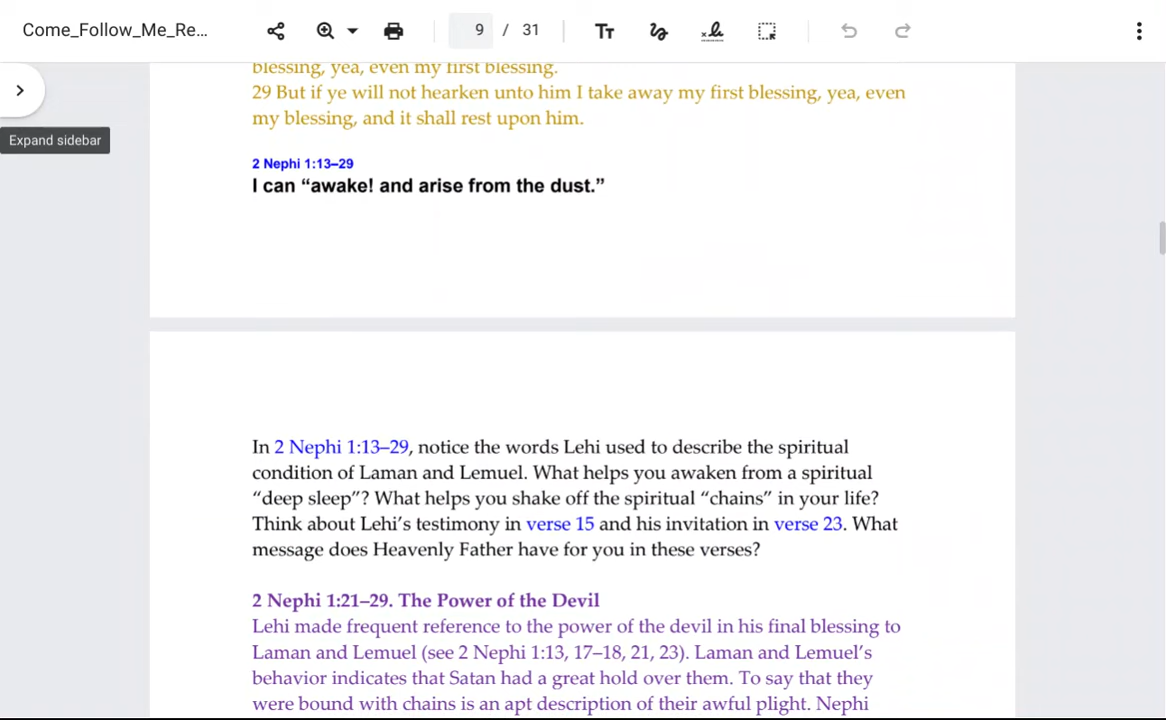 Come_Follow_Me_Re...
9 / 31
Expand sidebar
blessing, yea, even my first blessing.
29 But if ye will not hearken unto him I take away my first blessing, yea, even
my blessing, and it shall rest upon him.
2 Nephi 1:13–29
I can “awake! and arise from the dust.”
In 2 Nephi 1:13–29, notice the words Lehi used to describe the spiritual
condition of Laman and Lemuel. What helps you awaken from a spiritual
“deep sleep”? What helps you shake off the spiritual “chains” in your life?
Think about Lehi’s testimony in verse 15 and his invitation in verse 23. What
message does Heavenly Father have for you in these verses?
2 Nephi 1:21–29. The Power of the Devil
Lehi made frequent reference to the power of the devil in his final blessing to
Laman and Lemuel (see 2 Nephi 1:13, 17–18, 21, 23). Laman and Lemuel’s
behavior indicates that Satan had a great hold over them. To say that they
were bound with chains is an apt description of their awful plight. Nephi